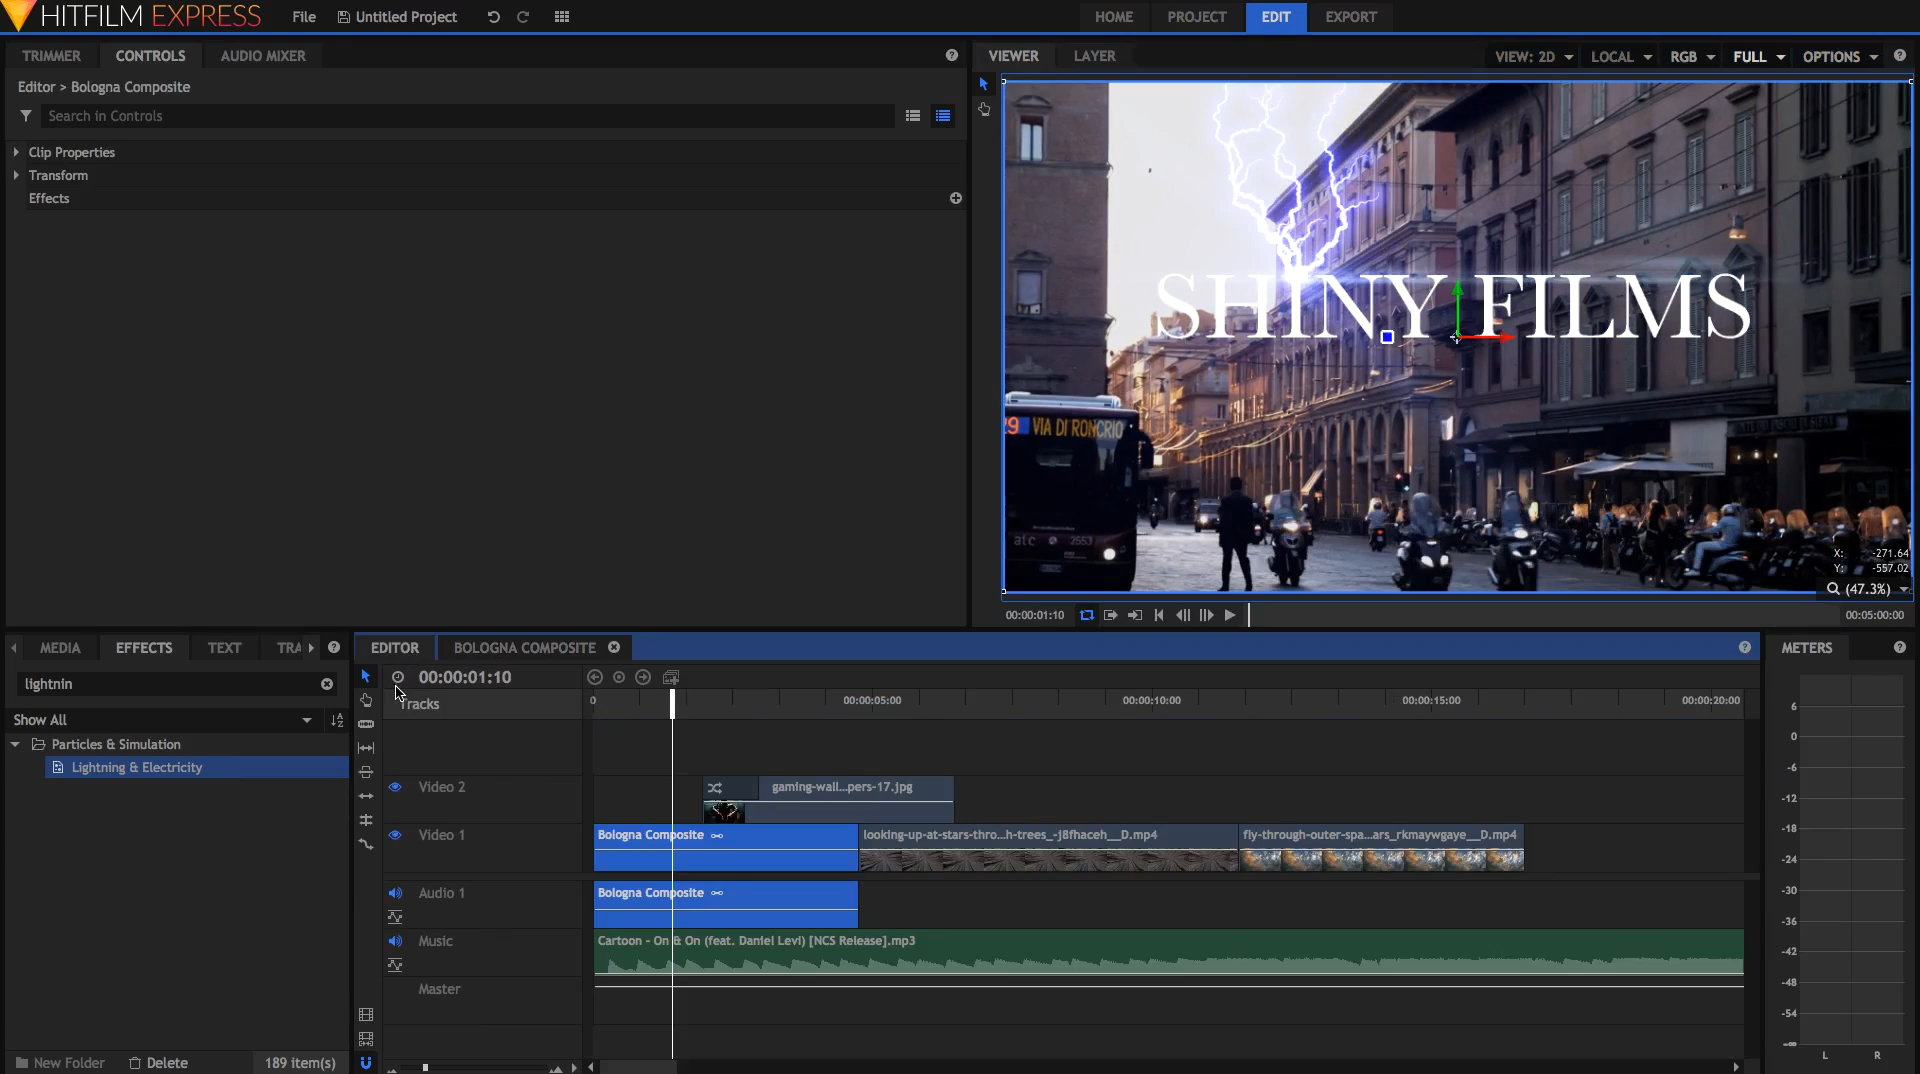 HITFILM EXPRESS File Untitled Project HOME PROJECT EDIT EXPORT
TRIMMER CONTROLS AUDIO MIXER
Editor > Bologna Composite
Search in Controls
Clip Properties
Transform
Effects
VIEWER LAYER VIEW: 2D LOCAL RGB FULL OPTIONS
SHINY FILMS
29 VIA DI RONCRIO
atc 2553
X: -271.64
Y: -557.02
(47.3%)
00:00:01:10 00:05:00:00
MEDIA EFFECTS TEXT TRA
lightnin
Show All
Particles & Simulation
Lightning & Electricity
New Folder Delete 189 item(s)
EDITOR BOLOGNA COMPOSITE
00:00:01:10
Tracks 0 00:00:05:00 00:00:10:00 00:00:15:00 00:00:20:00
Video 2 gaming-wall...pers-17.jpg
Video 1 Bologna Composite looking-up-at-stars-thro...h-trees_-j8fhaceh__D.mp4 fly-through-outer-spa...ars_rkmaywgaye__D.mp4
Audio 1 Bologna Composite
Music Cartoon - On & On (feat. Daniel Levi) [NCS Release].mp3
Master
METERS
6
0
-6
-12
-18
-24
-30
-36
-42
-48
-54
-∞
L R